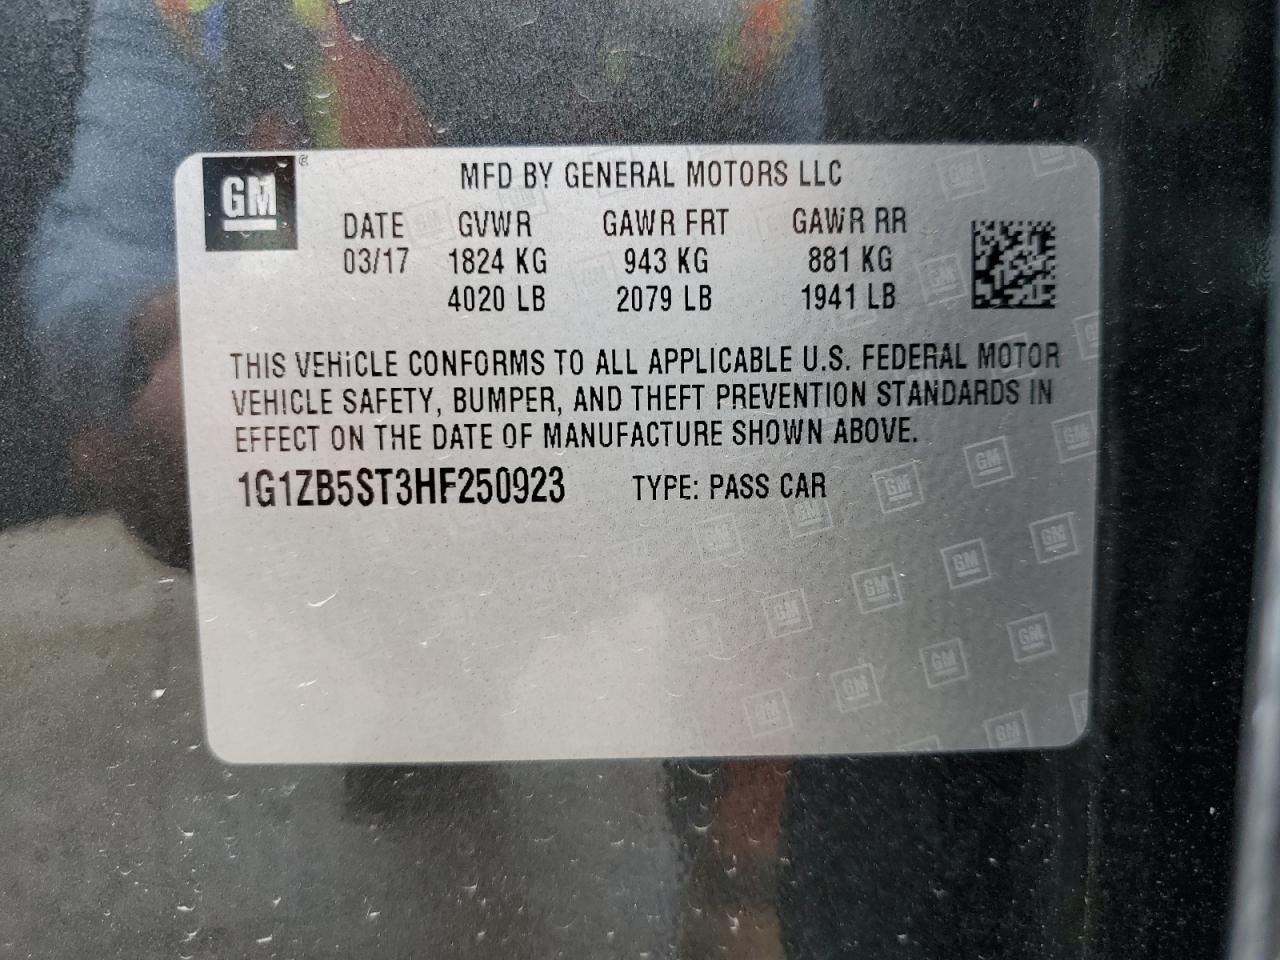 GM ®
MFD BY GENERAL MOTORS LLC
DATE GVWR GAWR FRT GAWR RR
03/17 1824 KG 943 KG 881 KG
4020 LB 2079 LB 1941 LB
THIS VEHICLE CONFORMS TO ALL APPLICABLE U.S. FEDERAL MOTOR
VEHICLE SAFETY, BUMPER, AND THEFT PREVENTION STANDARDS IN
EFFECT ON THE DATE OF MANUFACTURE SHOWN ABOVE.
1G1ZB5ST3HF250923 TYPE: PASS CAR